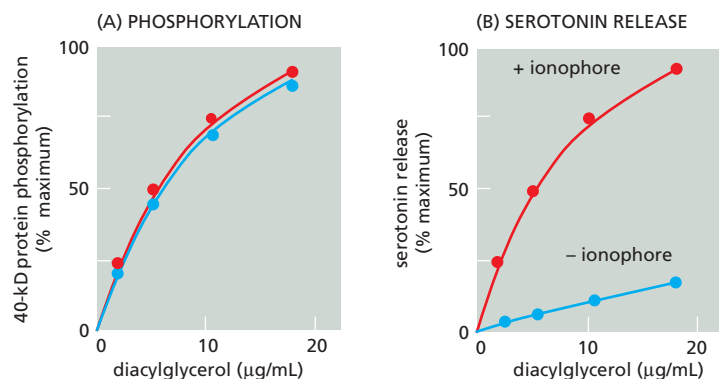 (A) PHOSPHORYLATION
40-kD protein phosphorylation
(% maximum)
100
50
0
0 10 20
diacylglycerol (µg/mL)
(B) SEROTONIN RELEASE
serotonin release
(% maximum)
100
50
0
+ ionophore
– ionophore
0 10 20
diacylglycerol (µg/mL)